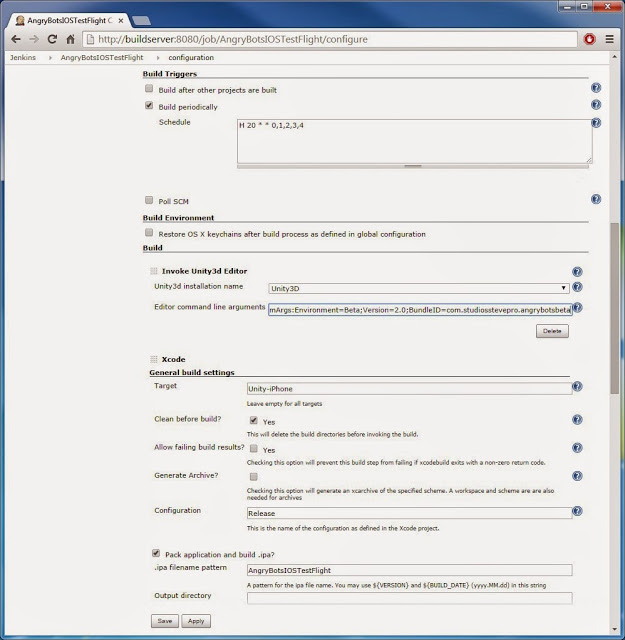 AngryBotsIOSTestFlight C
http://buildserver:8080/job/AngryBotsIOSTestFlight/configure
Jenkins AngryBotsIOSTestFlight configuration
Build Triggers
Build after other projects are built
Build periodically
Schedule
H 20 * * 0,1,2,3,4
Poll SCM
Build Environment
Restore OS X keychains after build process as defined in global configuration
Build
Invoke Unity3d Editor
Unity3d installation name Unity3D
Editor command line arguments mArgs:Environment=Beta;Version=2.0;BundleID=com.studiosstevepro.angrybotsbeta
Delete
Xcode
General build settings
Target Unity-iPhone
Leave empty for all targets
Clean before build? Yes
This will delete the build directories before invoking the build.
Allow failing build results? Yes
Checking this option will prevent this build step from failing if xcodebuild exits with a non-zero return code.
Generate Archive?
Checking this option will generate an xcarchive of the specified scheme. A workspace and scheme are are also
needed for archives
Configuration Release
This is the name of the configuration as defined in the Xcode project.
Pack application and build .ipa?
.ipa filename pattern AngryBotsIOSTestFlight
A pattern for the ipa file name. You may use ${VERSION} and ${BUILD_DATE} (yyyy.MM.dd) in this string
Output directory
Save Apply